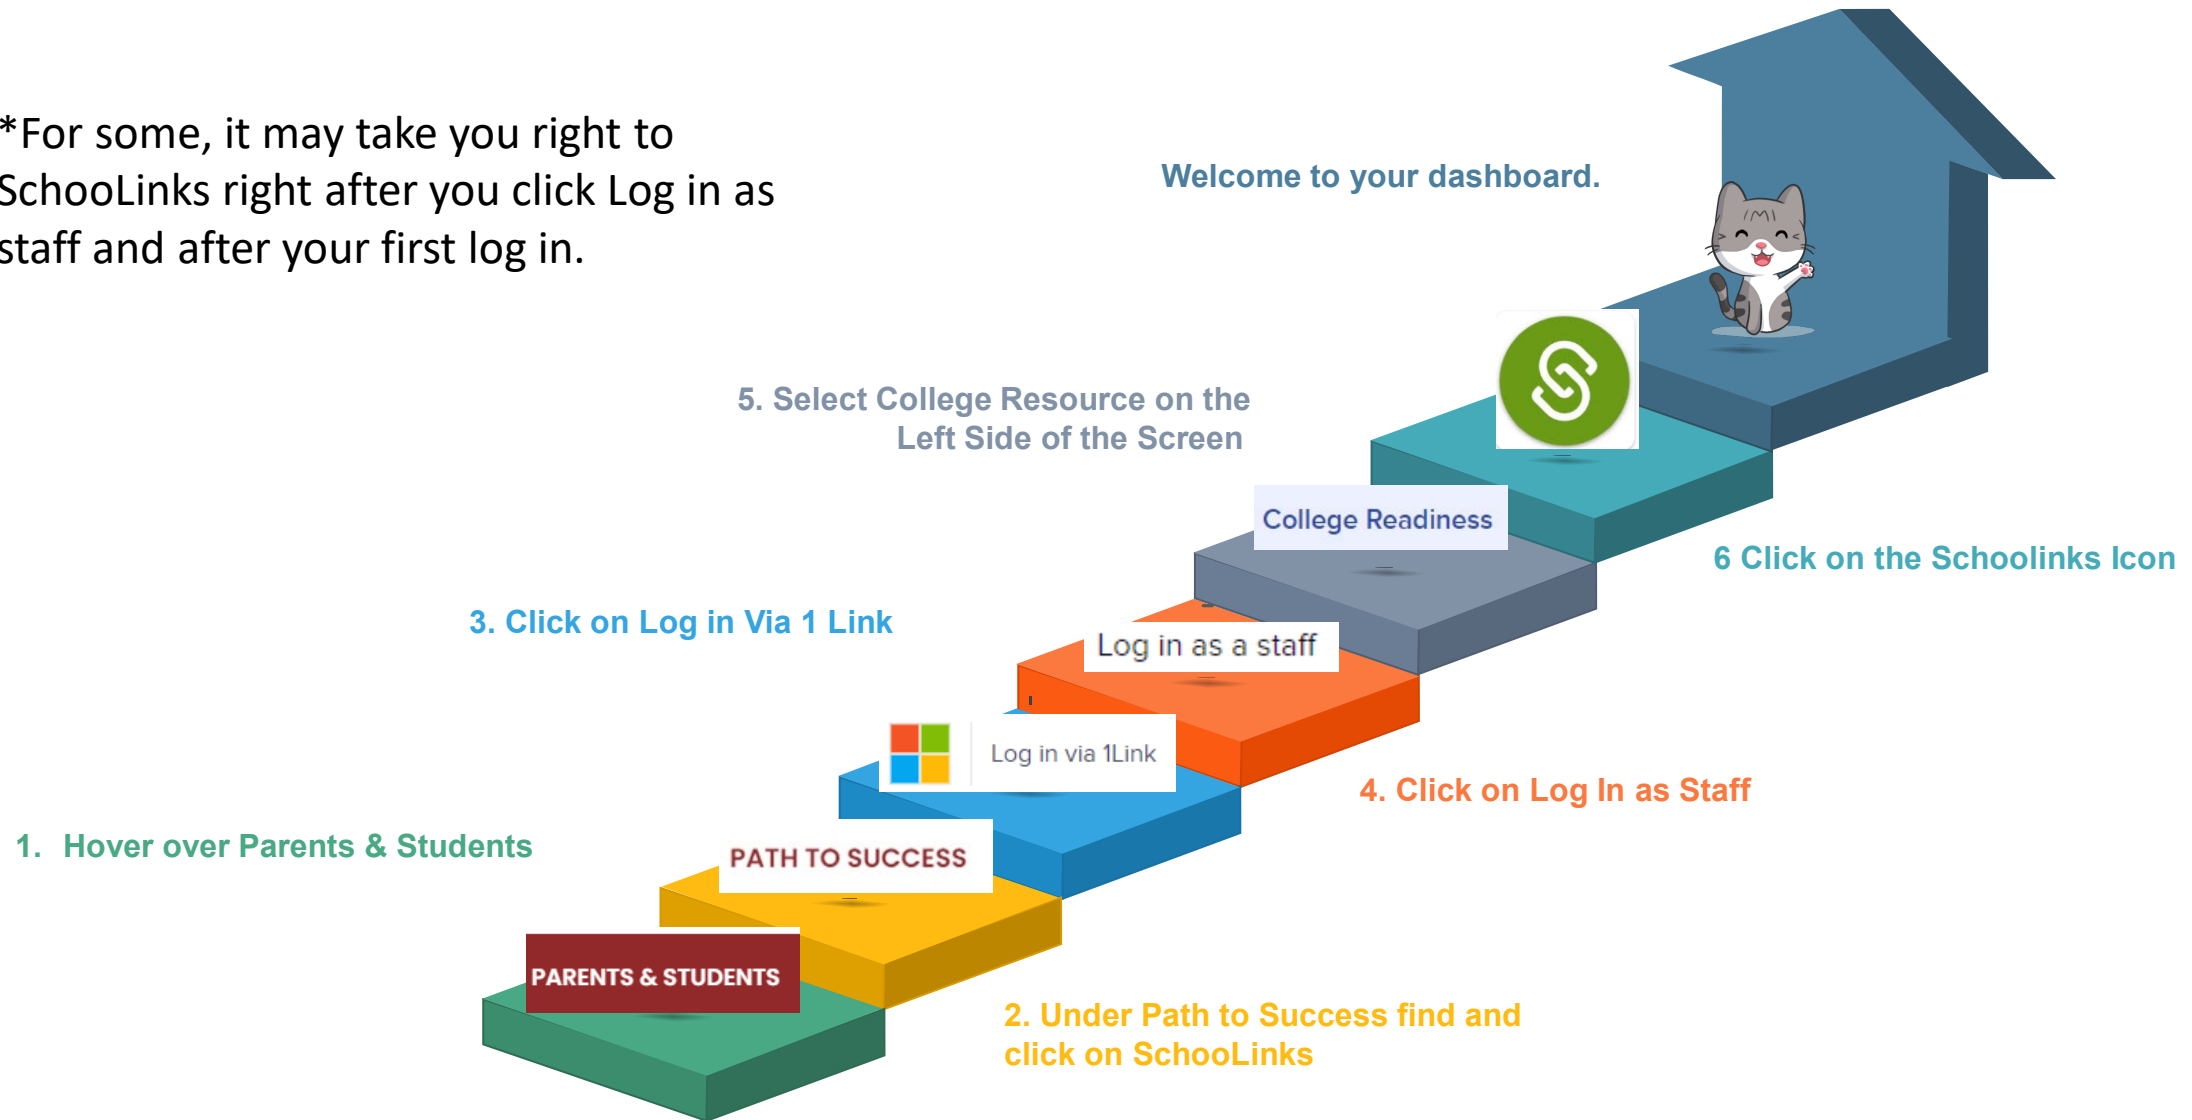 *For some, it may take you right to
SchooLinks right after you click Log in as
staff and after your first log in.
Welcome to your dashboard.
5. Select College Resource on the
Left Side of the Screen
College Readiness
6 Click on the Schoolinks Icon
3. Click on Log in Via 1 Link
Log in as a staff
Log in via 1Link
4. Click on Log In as Staff
1. Hover over Parents & Students
PATH TO SUCCESS
PARENTS & STUDENTS
2. Under Path to Success find and
click on SchooLinks